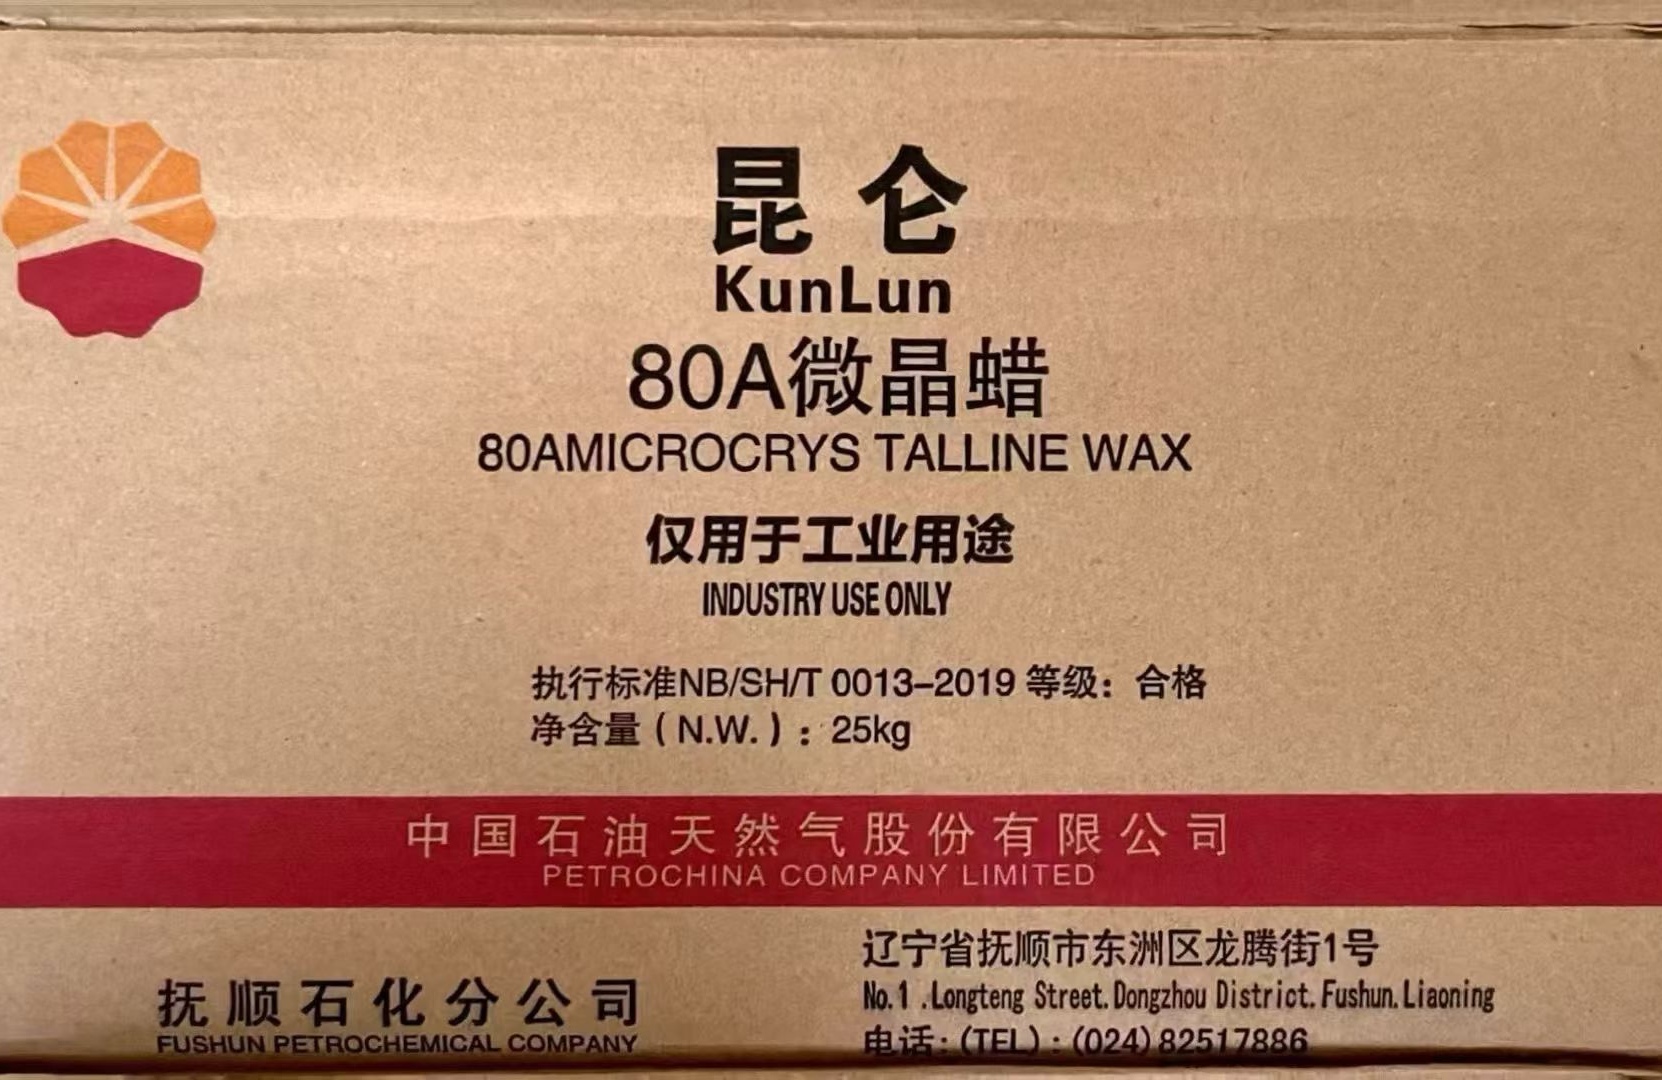 昆仑
KunLun
80A微晶蜡
80AMICROCRYS TALLINE WAX
仅用于工业用途
INDUSTRY USE ONLY
执行标准NB/SH/T 0013-2019 等级：合格
净含量（N.W.）：25kg
中国石油天然气股份有限公司
PETROCHINA COMPANY LIMITED
抚顺石化分公司
FUSHUN PETROCHEMICAL COMPANY
辽宁省抚顺市东洲区龙腾街1号
No.1 .Longteng Street.Dongzhou District.Fushun.Liaoning
电话:(TEL):(024)82517886